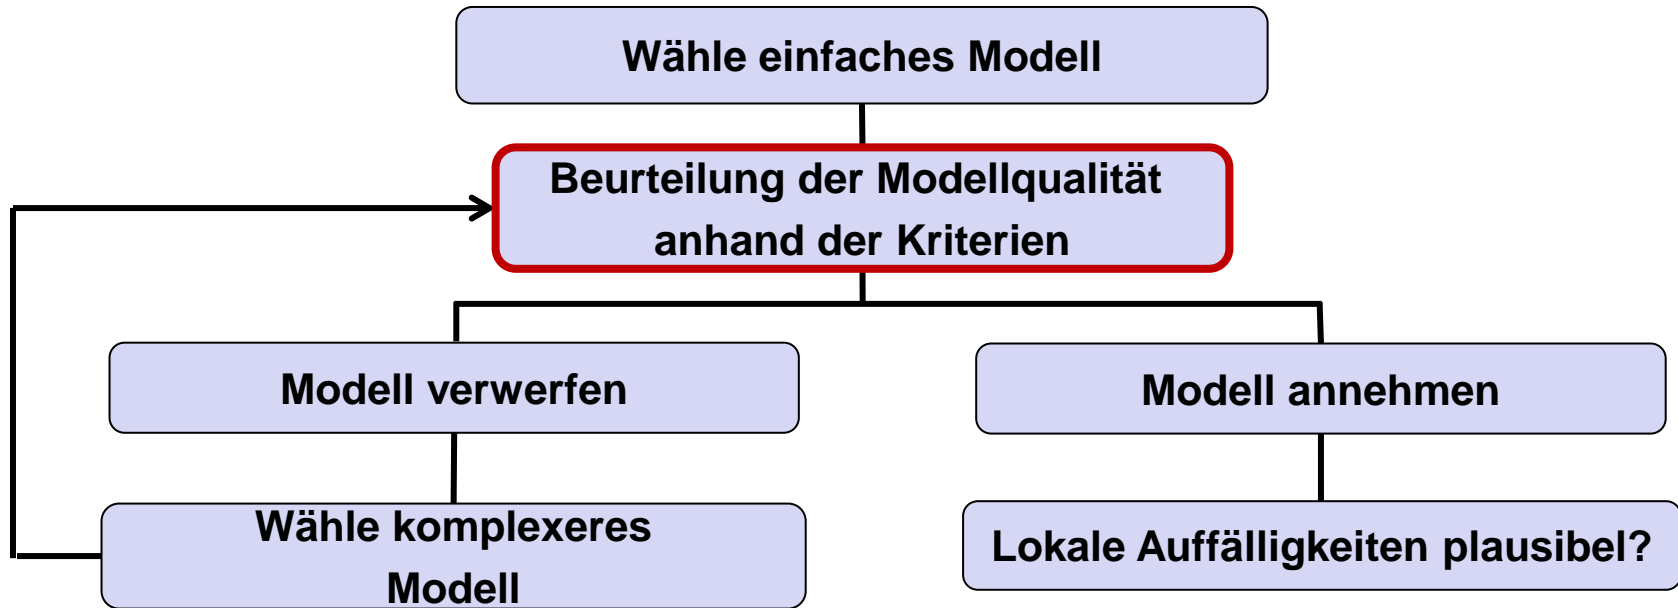 Wähle einfaches Modell
Beurteilung der Modellqualität
anhand der Kriterien
Modell verwerfen
Modell annehmen
Wähle komplexeres
Modell
Lokale Auffälligkeiten plausibel?